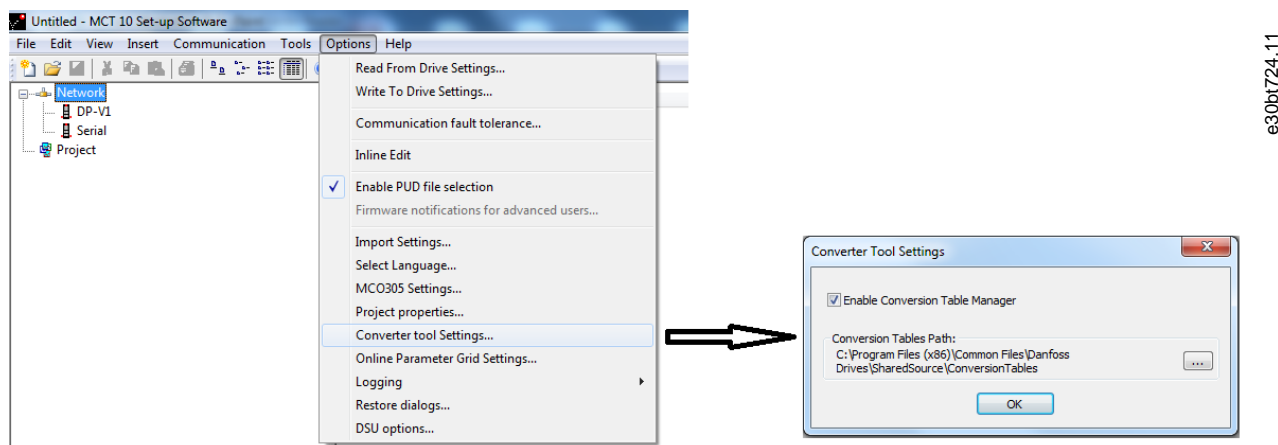 Untitled - MCT 10 Set-up Software
File Edit View Insert Communication Tools Options Help
Network
DP-V1
Serial
Project
Read From Drive Settings...
Write To Drive Settings...
Communication fault tolerance...
Inline Edit
Enable PUD file selection
Firmware notifications for advanced users...
Import Settings...
Select Language...
MCO305 Settings...
Project properties...
Converter tool Settings...
Online Parameter Grid Settings...
Logging
Restore dialogs...
DSU options...
Converter Tool Settings
Enable Conversion Table Manager
Conversion Tables Path:
C:\Program Files (x86)\Common Files\Danfoss
Drives\SharedSource\ConversionTables
...
OK
e30bt724.11